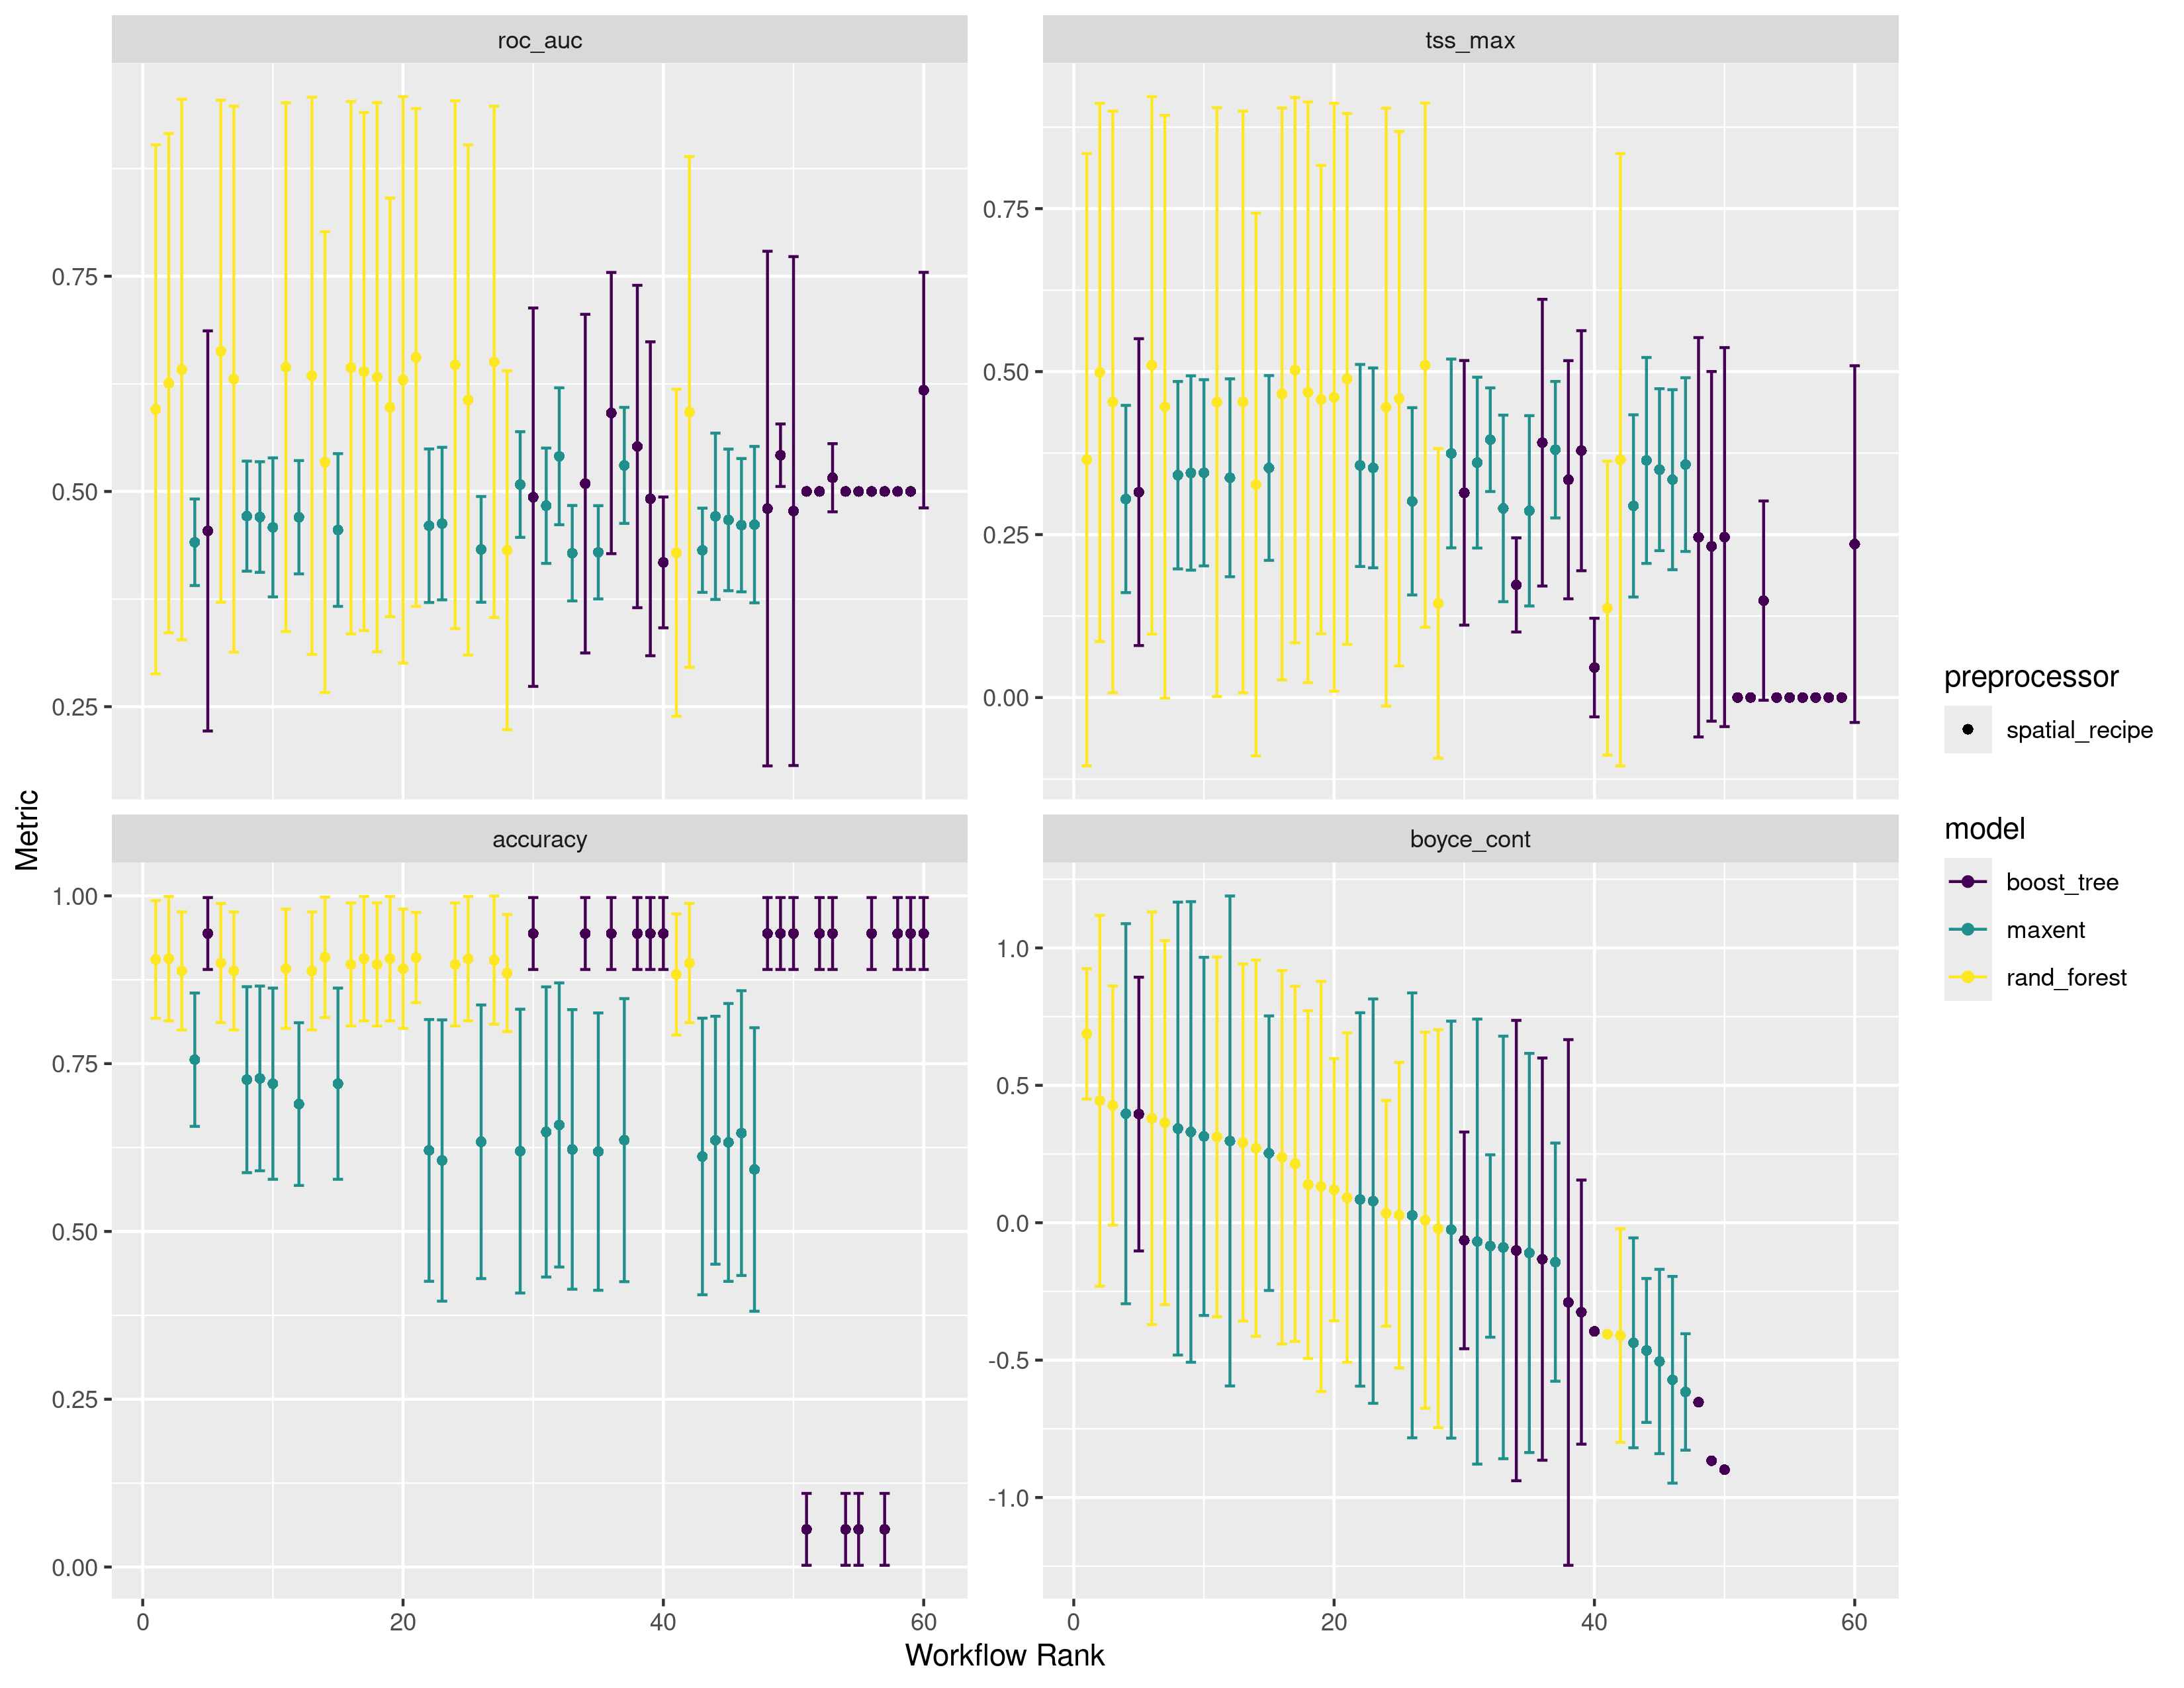 roc_auc
tss_max
0.75
0.50
0.25
0.75
0.50
0.25
0.00
Metric
accuracy
boyce_cont
1.00
0.75
0.50
0.25
0.00
1.0
0.5
0.0
-0.5
-1.0
0
20
40
60
0
20
40
60
Workflow Rank
preprocessor
spatial_recipe
model
boost_tree
maxent
rand_forest